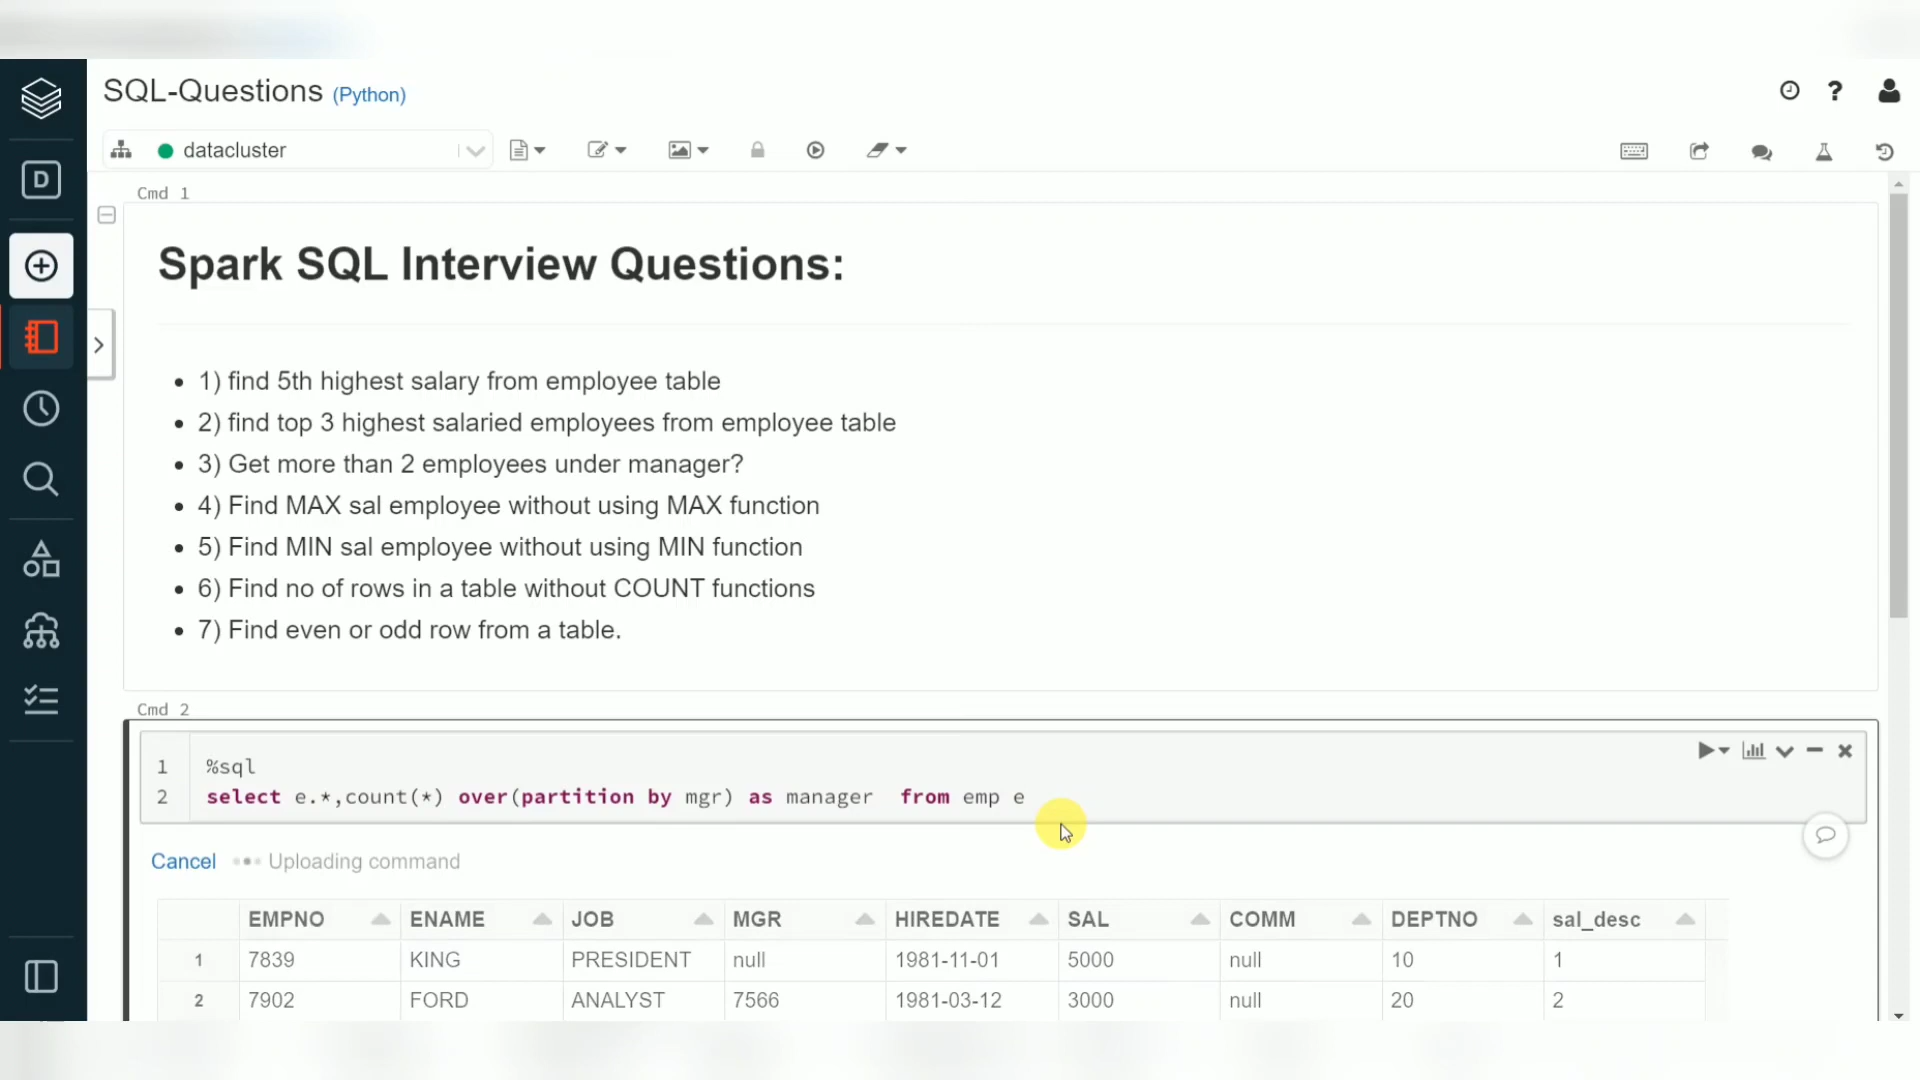 SQL-Questions (Python)
datacluster
D
Cmd 1
Spark SQL Interview Questions:
• 1) find 5th highest salary from employee table
• 2) find top 3 highest salaried employees from employee table
• 3) Get more than 2 employees under manager?
• 4) Find MAX sal employee without using MAX function
• 5) Find MIN sal employee without using MIN function
• 6) Find no of rows in a table without COUNT functions
• 7) Find even or odd row from a table.
Cmd 2
1 %sql
2 select e.*,count(*) over(partition by mgr) as manager  from emp e
Cancel Uploading command
EMPNO ENAME JOB MGR HIREDATE SAL COMM DEPTNO sal_desc
1 7839 KING PRESIDENT null 1981-11-01 5000 null 10 1
2 7902 FORD ANALYST 7566 1981-03-12 3000 null 20 2